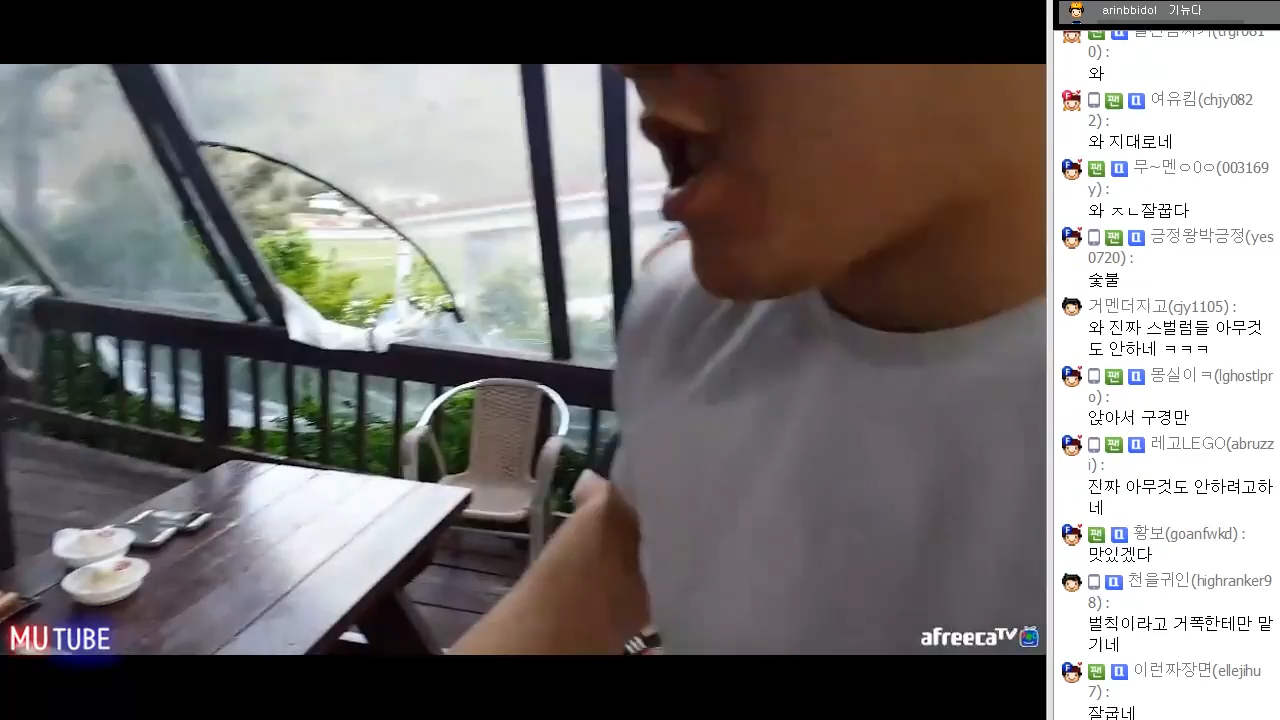 arinbbidol 기뉴다
0) :
와
여유킴(chjy082
2) :
와 지대로네
무~멘ㅇ0ㅇ(003169
y) :
와 ㅈㄴ잘꿉다
긍정왕박긍정(yes
0720) :
숯불
거멘더지고(cjy1105) :
와 진짜 스벌럼들 아무것
도 안하네 ㅋㅋㅋ
몽실이ㅋ(lghostlpr
o) :
앉아서 구경만
레고LEGO(abruzz
i) :
진짜 아무것도 안하려고하
네
황보(goanfwkd) :
맛있겠다
천을귀인(highranker9
8) :
벌칙이라고 거폭한테만 맡
기네
이런짜장면(ellejihu
7) :
잘굽네
MUTUBE
afreecaTV